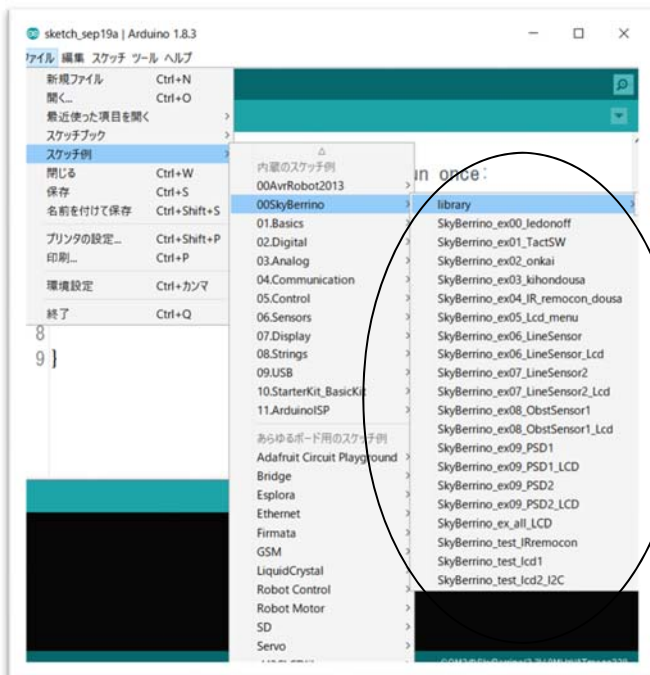 sketch_sep19a | Arduino 1.8.3
ァイル 編集 スケッチ ツール ヘルプ
新規ファイル Ctrl+N
開く... Ctrl+O
最近使った項目を開く
スケッチブック
スケッチ例
閉じる Ctrl+W
保存 Ctrl+S
名前を付けて保存 Ctrl+Shift+S
プリンタの設定... Ctrl+Shift+P
印刷... Ctrl+P
環境設定 Ctrl+カンマ
終了 Ctrl+Q
8
9 }
un once:
内蔵のスケッチ例
00AvrRobot2013
00SkyBerrino
01.Basics
02.Digital
03.Analog
04.Communication
05.Control
06.Sensors
07.Display
08.Strings
09.USB
10.StarterKit_BasicKit
11.ArduinoISP
あらゆるボード用のスケッチ例
Adafruit Circuit Playground
Bridge
Esplora
Ethernet
Firmata
GSM
LiquidCrystal
Robot Control
Robot Motor
SD
Servo
library
SkyBerrino_ex00_ledonoff
SkyBerrino_ex01_TactSW
SkyBerrino_ex02_onkai
SkyBerrino_ex03_kihondousa
SkyBerrino_ex04_IR_remocon_dousa
SkyBerrino_ex05_Lcd_menu
SkyBerrino_ex06_LineSensor
SkyBerrino_ex06_LineSensor_Lcd
SkyBerrino_ex07_LineSensor2
SkyBerrino_ex07_LineSensor2_Lcd
SkyBerrino_ex08_ObstSensor1
SkyBerrino_ex08_ObstSensor1_Lcd
SkyBerrino_ex09_PSD1
SkyBerrino_ex09_PSD1_LCD
SkyBerrino_ex09_PSD2
SkyBerrino_ex09_PSD2_LCD
SkyBerrino_ex_all_LCD
SkyBerrino_test_IRremocon
SkyBerrino_test_lcd1
SkyBerrino_test_lcd2_I2C